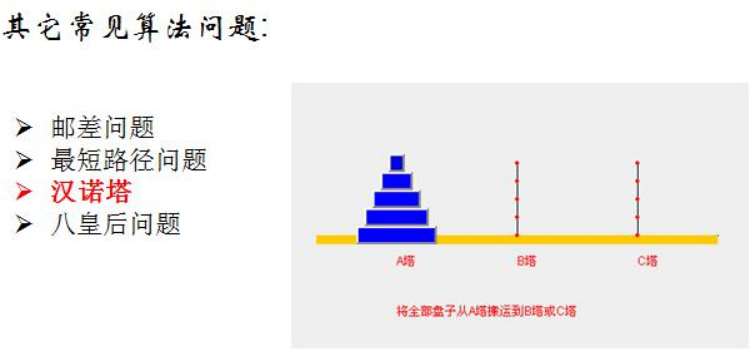 其它常见算法问题:
邮差问题
最短路径问题
汉诺塔
八皇后问题
A塔 B塔 C塔
将全部盘子从A塔搬运到B塔或C塔